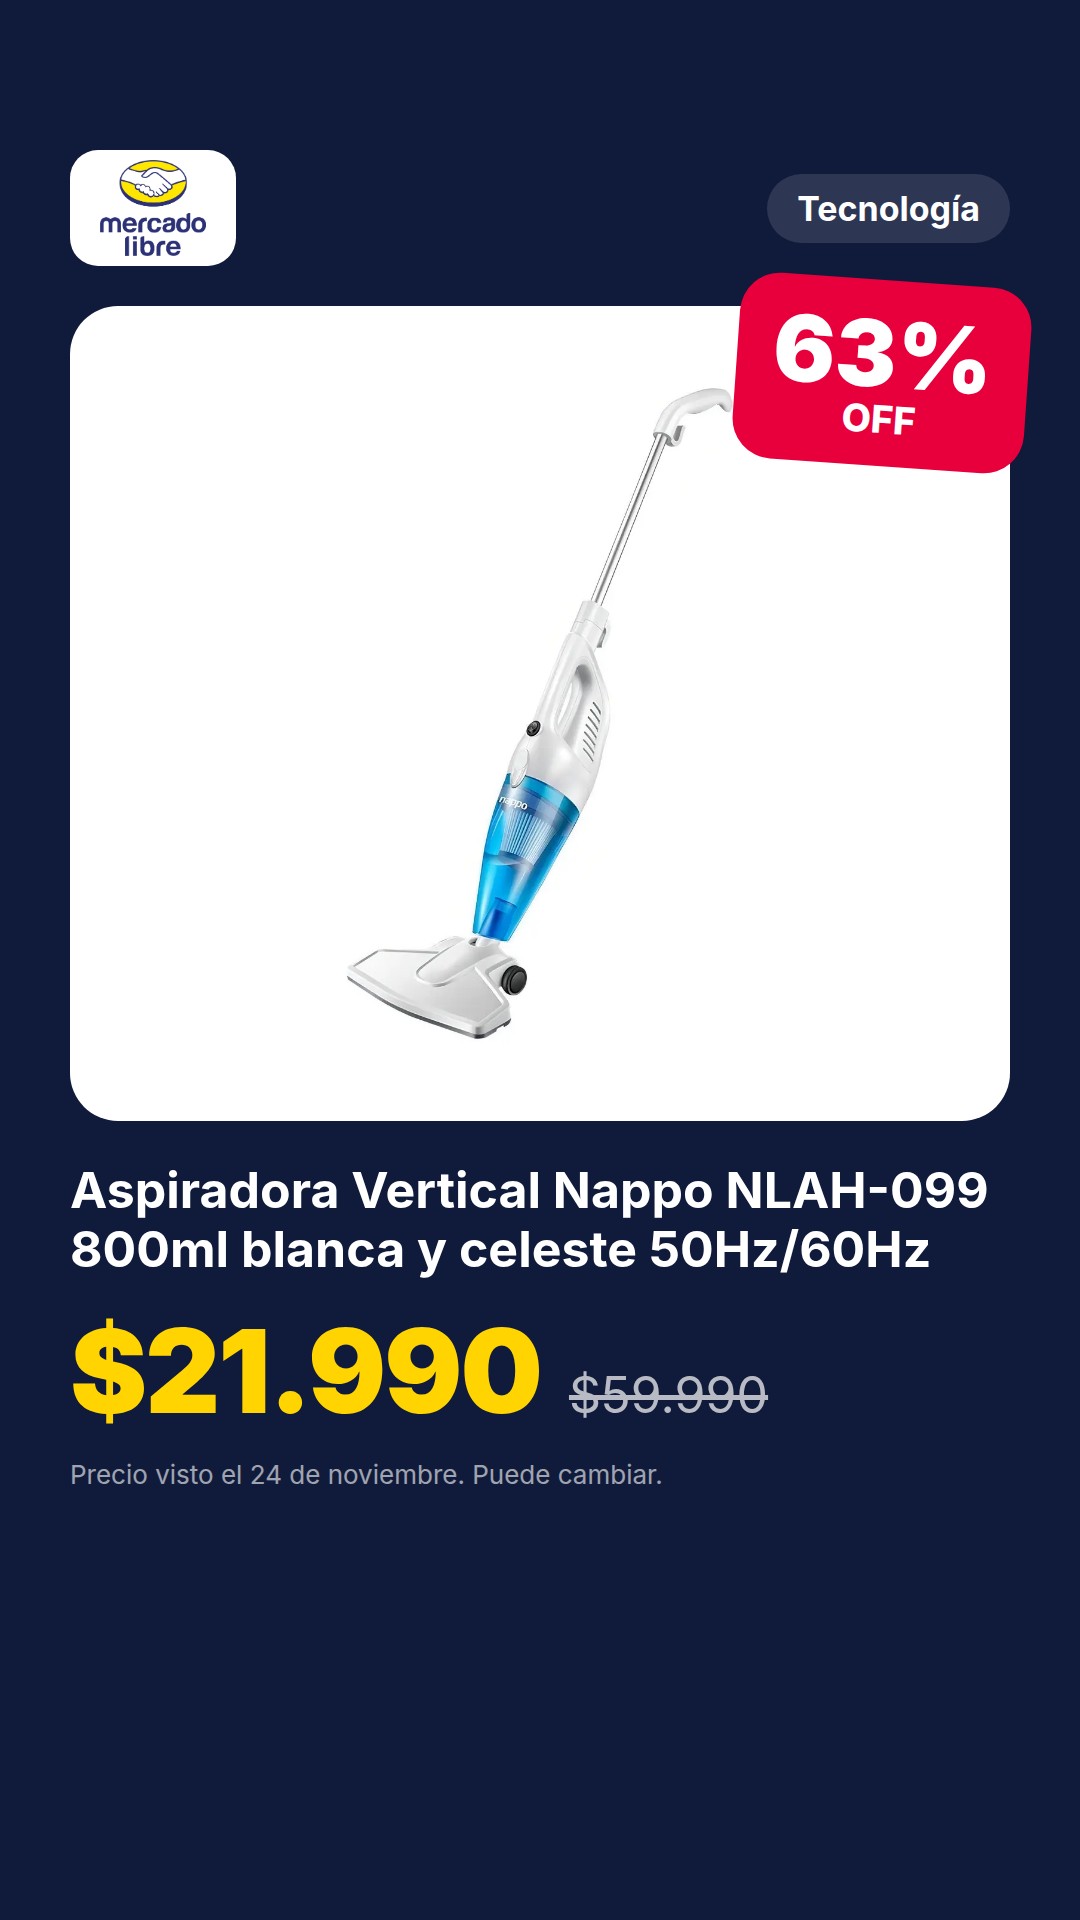 mercado
libre
Tecnología
63%
OFF
nappo
Aspiradora Vertical Nappo NLAH-099
800ml blanca y celeste 50Hz/60Hz
$21.990 $59.990
Precio visto el 24 de noviembre. Puede cambiar.